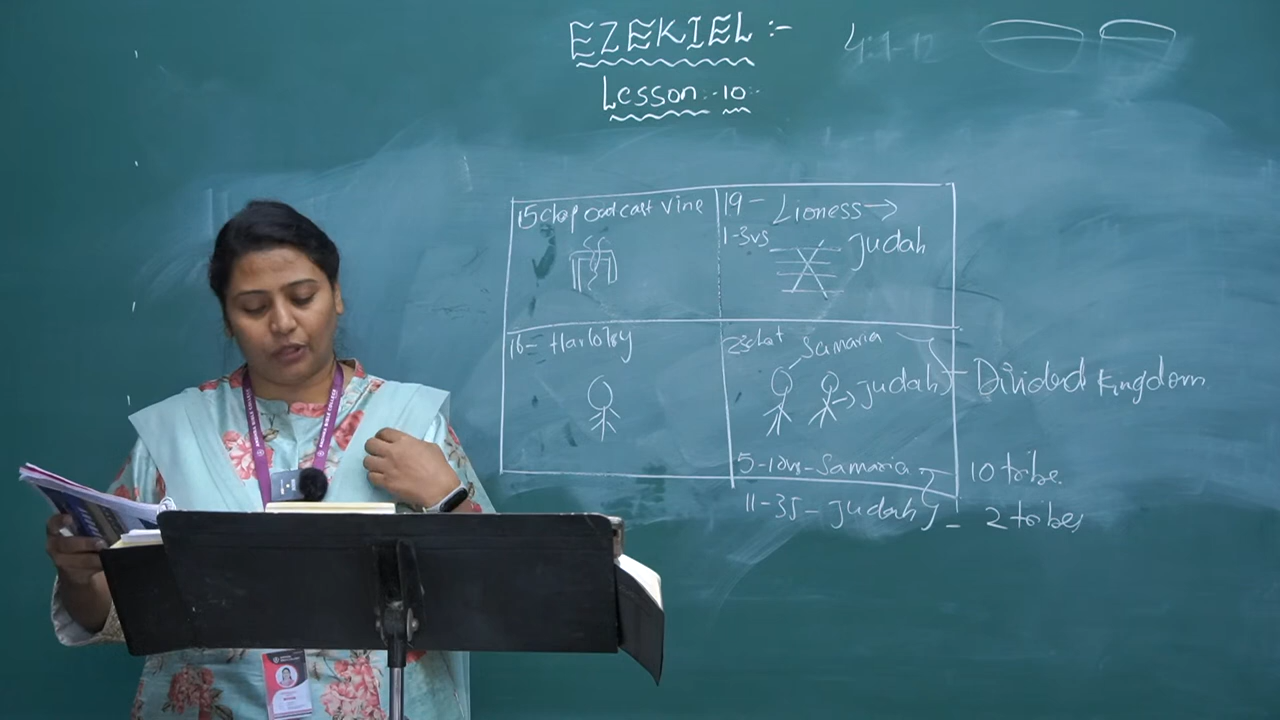 EZEKIEL :-
Lesson :- 10 :-
15 chap outcast vine
19 - Lioness →
1-3vs
Judah
16 - Harlotry
23 chat Samaria
Judah
Divided Kingdom
5-10vs - Samaria
10 tribe.
11-35 - Judah - 2 tribes